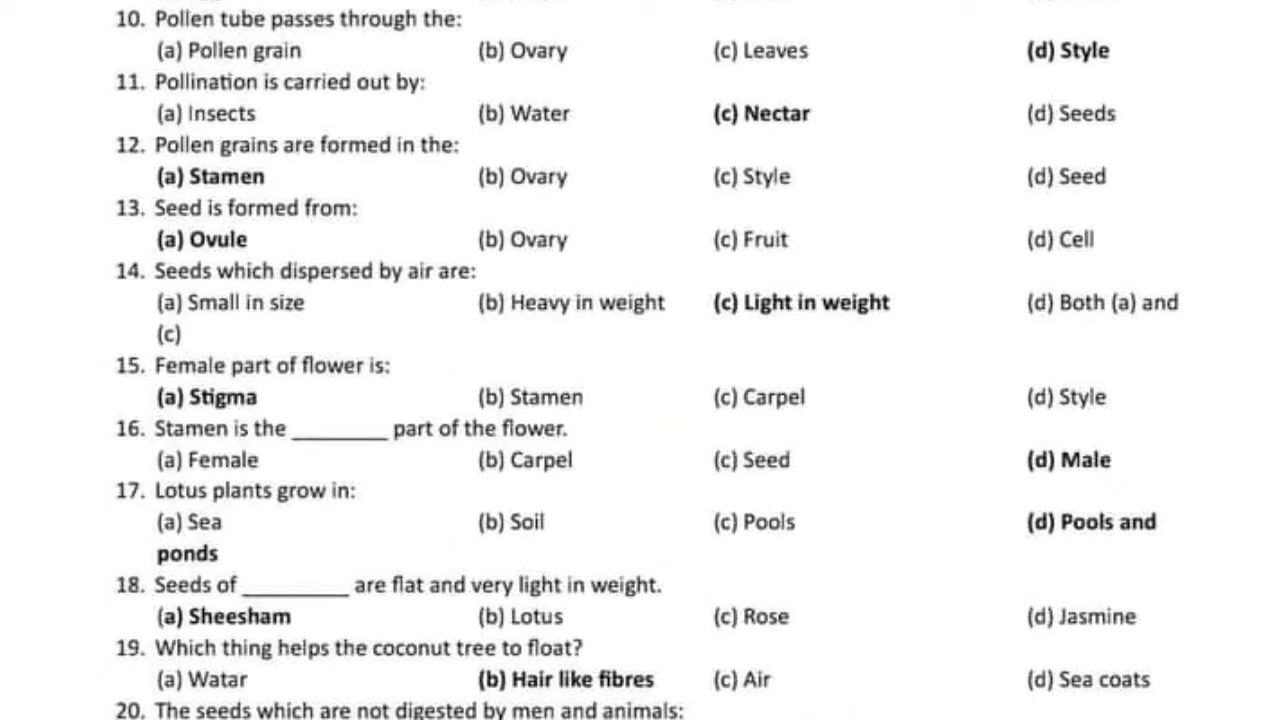 10. Pollen tube passes through the:
(a) Pollen grain (b) Ovary (c) Leaves (d) Style
11. Pollination is carried out by:
(a) Insects (b) Water (c) Nectar (d) Seeds
12. Pollen grains are formed in the:
(a) Stamen (b) Ovary (c) Style (d) Seed
13. Seed is formed from:
(a) Ovule (b) Ovary (c) Fruit (d) Cell
14. Seeds which dispersed by air are:
(a) Small in size (b) Heavy in weight (c) Light in weight (d) Both (a) and
(c)
15. Female part of flower is:
(a) Stigma (b) Stamen (c) Carpel (d) Style
16. Stamen is the ________ part of the flower.
(a) Female (b) Carpel (c) Seed (d) Male
17. Lotus plants grow in:
(a) Sea (b) Soil (c) Pools (d) Pools and
ponds
18. Seeds of _________ are flat and very light in weight.
(a) Sheesham (b) Lotus (c) Rose (d) Jasmine
19. Which thing helps the coconut tree to float?
(a) Watar (b) Hair like fibres (c) Air (d) Sea coats
20. The seeds which are not digested by men and animals: